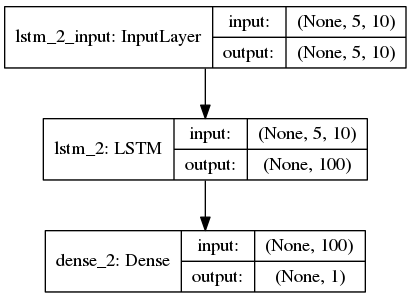 lstm_2_input: InputLayer
input: (None, 5, 10)
output: (None, 5, 10)
lstm_2: LSTM
input: (None, 5, 10)
output: (None, 100)
dense_2: Dense
input: (None, 100)
output: (None, 1)